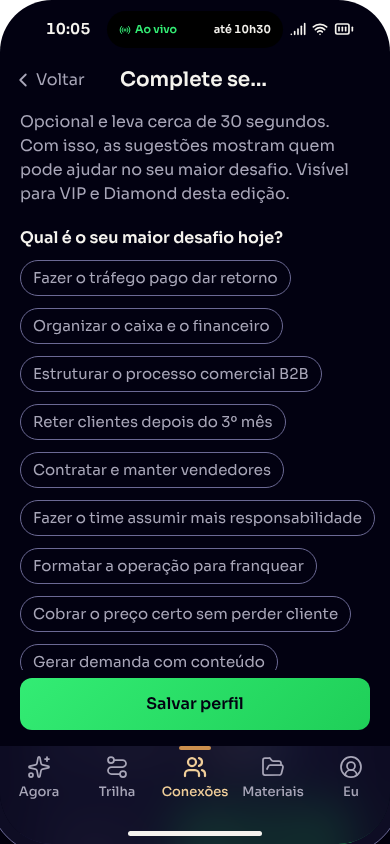 10:05
Ao vivo
até 10h30
Voltar
Complete se...
Opcional e leva cerca de 30 segundos.
Com isso, as sugestões mostram quem
pode ajudar no seu maior desafio. Visível
para VIP e Diamond desta edição.
Qual é o seu maior desafio hoje?
Fazer o tráfego pago dar retorno
Organizar o caixa e o financeiro
Estruturar o processo comercial B2B
Reter clientes depois do 3º mês
Contratar e manter vendedores
Fazer o time assumir mais responsabilidade
Formatar a operação para franquear
Cobrar o preço certo sem perder cliente
Gerar demanda com conteúdo
Salvar perfil
Agora
Trilha
Conexões
Materiais
Eu